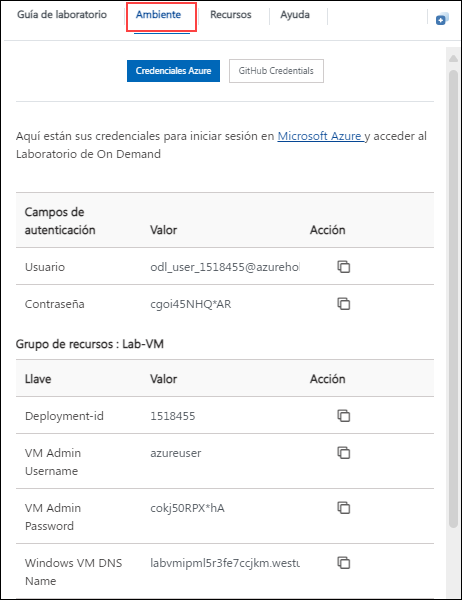 Guía de laboratorio Ambiente Recursos Ayuda
Credenciales Azure GitHub Credentials
Aquí están sus credenciales para iniciar sesión en Microsoft Azure y acceder al
Laboratorio de On Demand
Campos de
autenticación Valor Acción
Usuario odl_user_1518455@azurehol
Contraseña cgoi45NHQ*AR
Grupo de recursos : Lab-VM
Llave Valor Acción
Deployment-id 1518455
VM Admin
Username azureuser
VM Admin
Password cokj50RPX*hA
Windows VM DNS
Name labvmipml5r3fe7ccjkm.westu